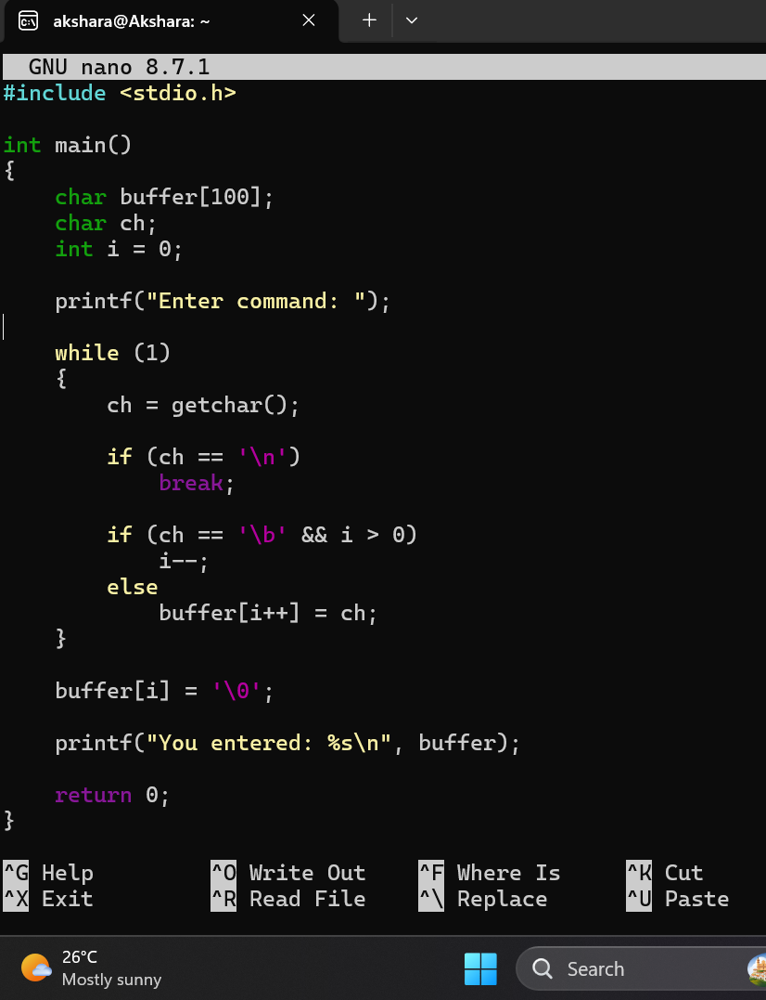 akshara@Akshara: ~
GNU nano 8.7.1
#include <stdio.h>

int main()
{
    char buffer[100];
    char ch;
    int i = 0;

    printf("Enter command: ");

    while (1)
    {
        ch = getchar();

        if (ch == '\n')
            break;

        if (ch == '\b' && i > 0)
            i--;
        else
            buffer[i++] = ch;
    }

    buffer[i] = '\0';

    printf("You entered: %s\n", buffer);

    return 0;
}

^G Help ^O Write Out ^F Where Is ^K Cut
^X Exit ^R Read File ^\ Replace ^U Paste
26°C
Mostly sunny
Search